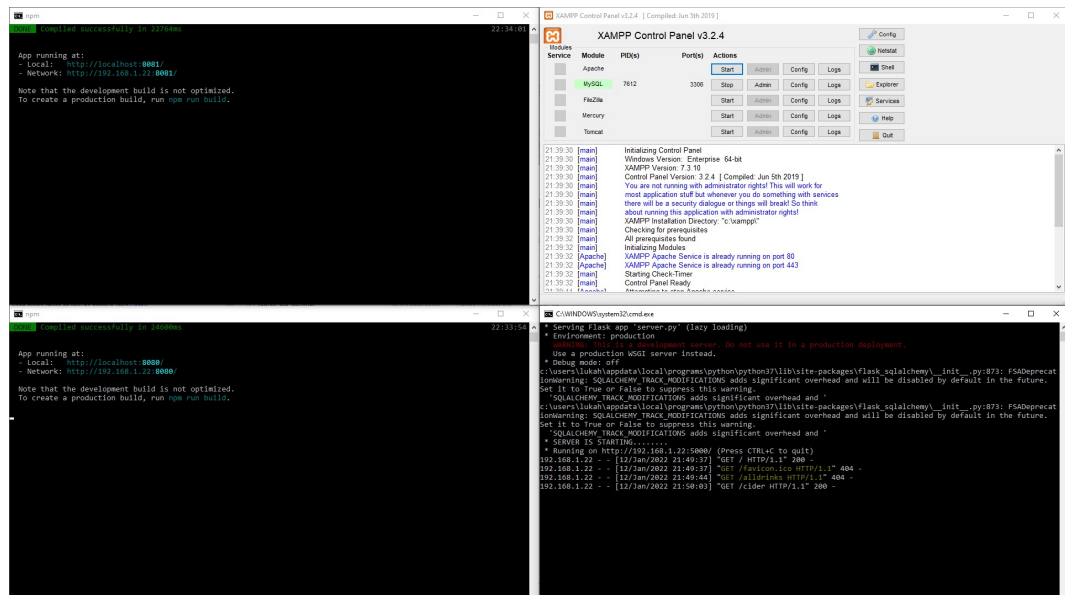 npm
DONE Compiled successfully in 22764ms 22:34:01
App running at:
- Local: http://localhost:8081/
- Network: http://192.168.1.22:8081/
Note that the development build is not optimized.
To create a production build, run npm run build.
XAMPP Control Panel v3.2.4 [ Compiled: Jun 5th 2019 ]
XAMPP Control Panel v3.2.4
Config
Netstat
Shell
Explorer
Services
Help
Quit
Modules
Service Module PID(s) Port(s) Actions
Apache Start Admin Config Logs
MySQL 7612 3306 Stop Admin Config Logs
FileZilla Start Admin Config Logs
Mercury Start Admin Config Logs
Tomcat Start Admin Config Logs
21:39:30 [main] Initializing Control Panel
21:39:30 [main] Windows Version: Enterprise 64-bit
21:39:30 [main] XAMPP Version: 7.3.10
21:39:30 [main] Control Panel Version: 3.2.4 [ Compiled: Jun 5th 2019 ]
21:39:30 [main] You are not running with administrator rights! This will work for
21:39:30 [main] most application stuff but whenever you do something with services
21:39:30 [main] there will be a security dialogue or things will break! So think
21:39:30 [main] about running this application with administrator rights!
21:39:30 [main] XAMPP Installation Directory: "c:\xampp\"
21:39:30 [main] Checking for prerequisites
21:39:32 [main] All prerequisites found
21:39:32 [main] Initializing Modules
21:39:32 [Apache] XAMPP Apache Service is already running on port 80
21:39:32 [Apache] XAMPP Apache Service is already running on port 443
21:39:32 [main] Starting Check-Timer
21:39:32 [main] Control Panel Ready
21:39:41 [Apache] Attempting to stop Apache service
npm
DONE Compiled successfully in 24600ms 22:33:54
App running at:
- Local: http://localhost:8080/
- Network: http://192.168.1.22:8080/
Note that the development build is not optimized.
To create a production build, run npm run build.
C:\WINDOWS\system32\cmd.exe
* Serving Flask app 'server.py' (lazy loading)
* Environment: production
WARNING: This is a development server. Do not use it in a production deployment.
Use a production WSGI server instead.
* Debug mode: off
c:\users\lukah\appdata\local\programs\python\python37\lib\site-packages\flask_sqlalchemy\__init__.py:873: FSADeprecat
ionWarning: SQLALCHEMY_TRACK_MODIFICATIONS adds significant overhead and will be disabled by default in the future.
Set it to True or False to suppress this warning.
'SQLALCHEMY_TRACK_MODIFICATIONS adds significant overhead and '
c:\users\lukah\appdata\local\programs\python\python37\lib\site-packages\flask_sqlalchemy\__init__.py:873: FSADeprecat
ionWarning: SQLALCHEMY_TRACK_MODIFICATIONS adds significant overhead and will be disabled by default in the future.
Set it to True or False to suppress this warning.
'SQLALCHEMY_TRACK_MODIFICATIONS adds significant overhead and '
* SERVER IS STARTING........
* Running on http://192.168.1.22:5000/ (Press CTRL+C to quit)
192.168.1.22 - - [12/Jan/2022 21:49:37] "GET / HTTP/1.1" 200 -
192.168.1.22 - - [12/Jan/2022 21:49:37] "GET /favicon.ico HTTP/1.1" 404 -
192.168.1.22 - - [12/Jan/2022 21:49:44] "GET /alldrinks HTTP/1.1" 404 -
192.168.1.22 - - [12/Jan/2022 21:50:03] "GET /cider HTTP/1.1" 200 -